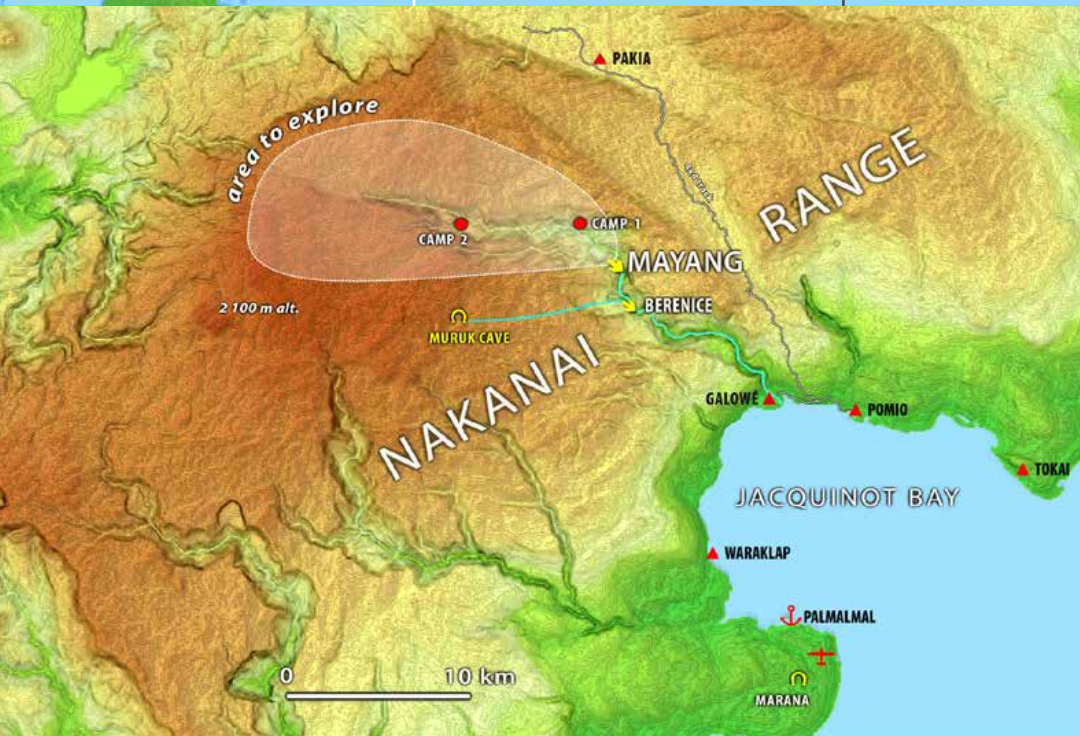 PAKIA
area to explore
RANGE
CAMP 1
CAMP 2
MAYANG
BERENICE
2 100 m alt.
MURUK CAVE
NAKANAI
GALOWÉ
POMIO
TOKAI
JACQUINOT BAY
WARAKLAP
PALMALMAL
0 10 km
MARANA